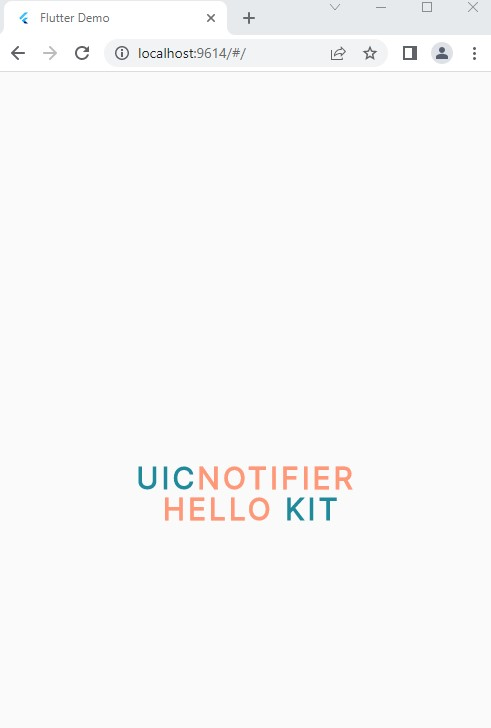 Flutter Demo
localhost:9614/#/
UICNOTIFIER
HELLO KIT